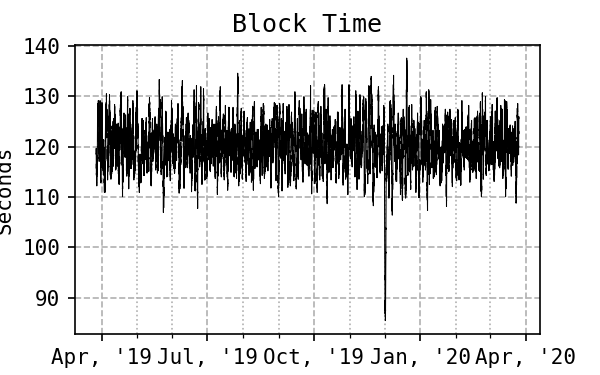 Block Time
140
130
120
110
100
90
Seconds
Apr, '19 Jul, '19 Oct, '19 Jan, '20 Apr, '20